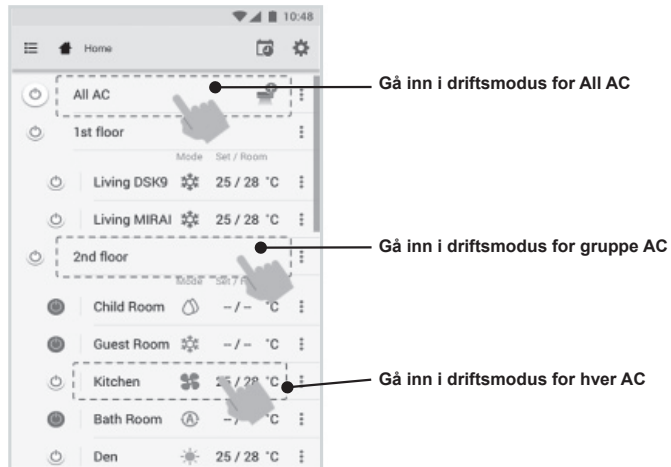 10:48
Home
All AC
Gå inn i driftsmodus for All AC
1st floor
Mode Set / Room
Living DSK9 25 / 28 °C
Living MIRAI 25 / 28 °C
2nd floor
Gå inn i driftsmodus for gruppe AC
Mode Set /
Child Room – / – °C
Guest Room – / – °C
Kitchen / 28 °C
Gå inn i driftsmodus for hver AC
Bath Room A – / °C
Den 25 / 28 °C